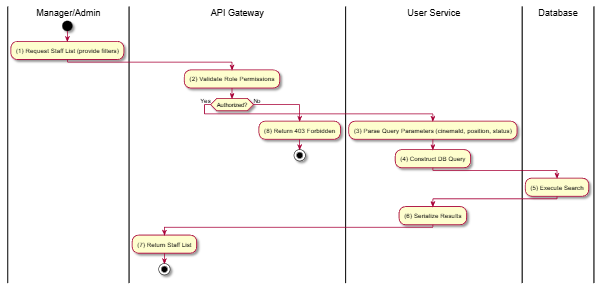 Manager/Admin
API Gateway
User Service
Database
(1) Request Staff List (provide filters)
(2) Validate Role Permissions
Yes
Authorized?
No
(8) Return 403 Forbidden
(3) Parse Query Parameters (cinemaId, position, status)
(4) Construct DB Query
(5) Execute Search
(6) Serialize Results
(7) Return Staff List